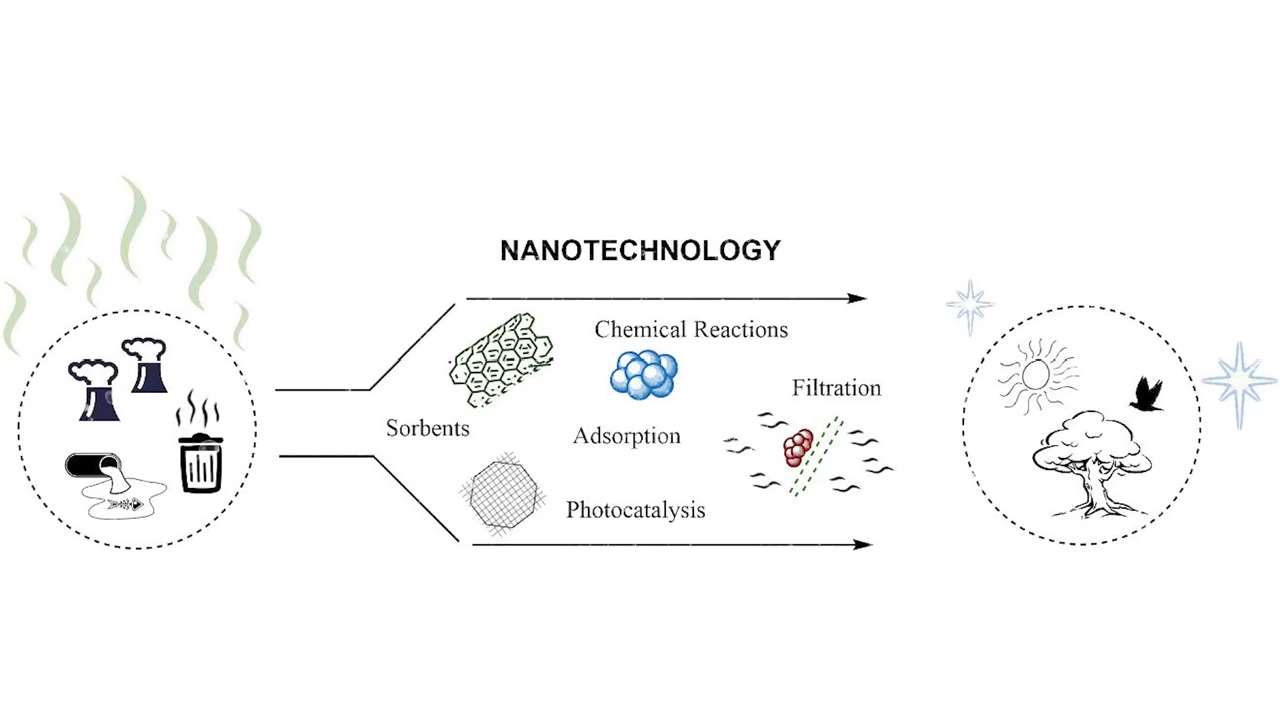 NANOTECHNOLOGY
Chemical Reactions
Filtration
Sorbents
Adsorption
Photocatalysis